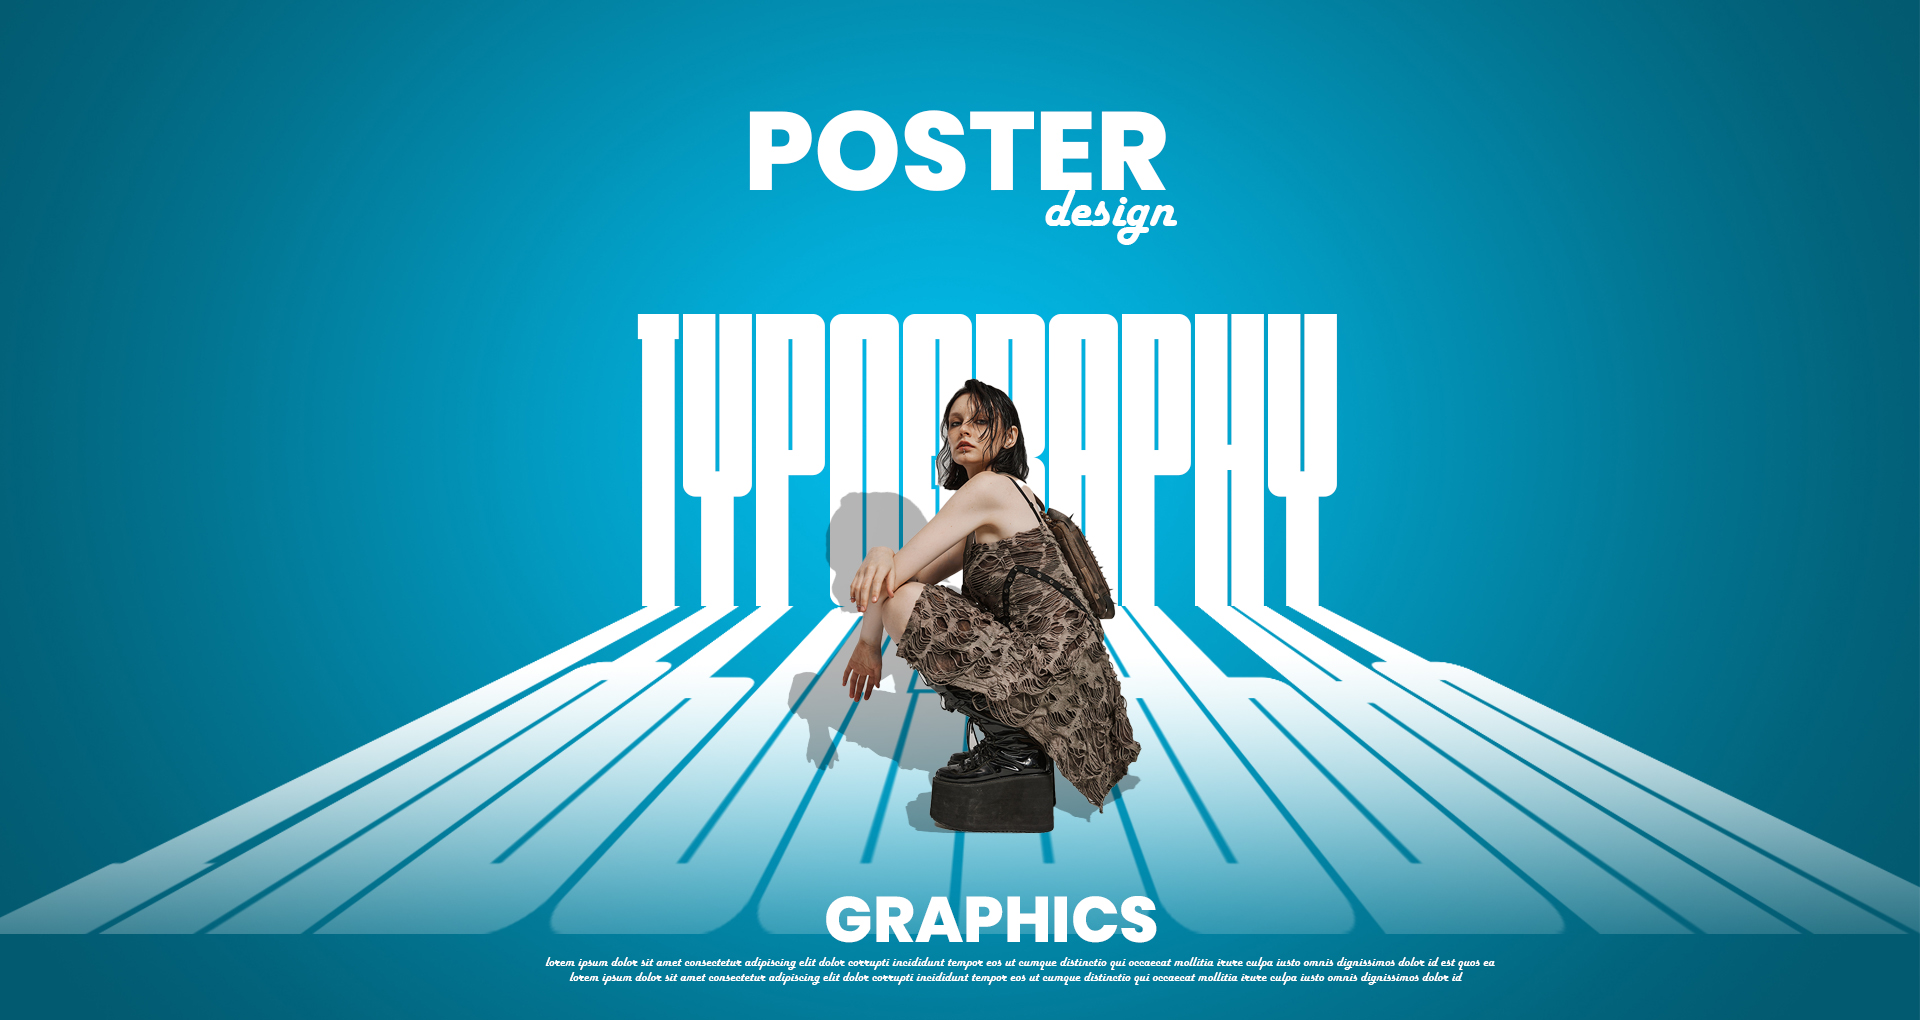 POSTER
design
TYPOGRAPHY
GRAPHICS
lorem ipsum dolor sit amet consectetur adipiscing elit dolor corrupti incididunt tempor eos ut cumque distinctio qui occaecat mollitia irure culpa iusto omnis dignissimos dolor id est quos ea
lorem ipsum dolor sit amet consectetur adipiscing elit dolor corrupti incididunt tempor eos ut cumque distinctio qui occaecat mollitia irure culpa iusto omnis dignissimos dolor id